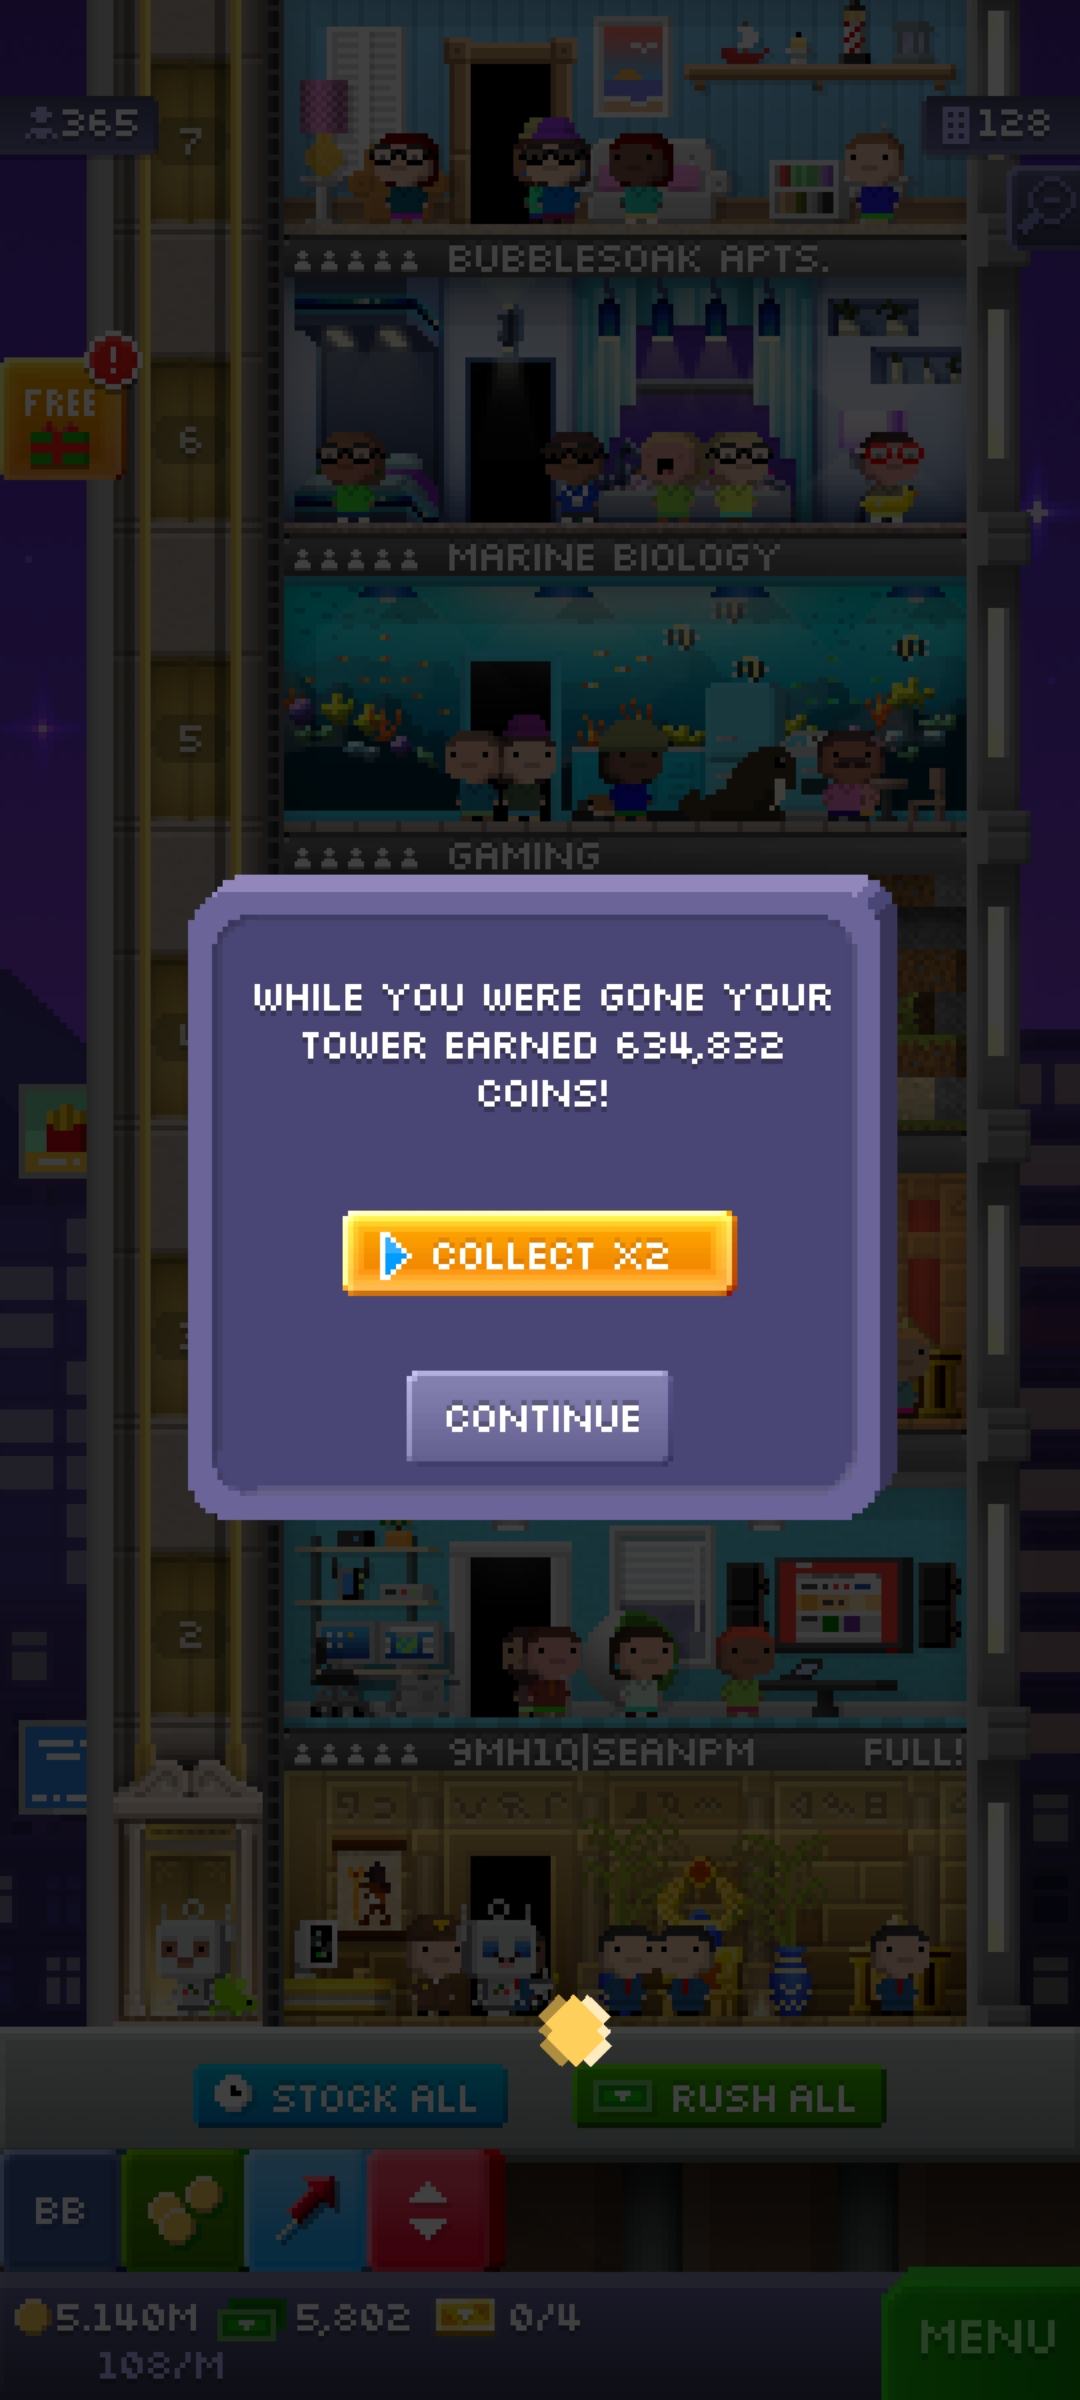 365
7
128
BUBBLESOAK APTS.
FREE
!
6
MARINE BIOLOGY
5
GAMING
WHILE YOU WERE GONE YOUR
TOWER EARNED 634,832
COINS!
COLLECT X2
CONTINUE
2
9MH1Q|SEANPM FULL!
STOCK ALL
RUSH ALL
BB
5.140M 5,802 0/4
108/M
MENU